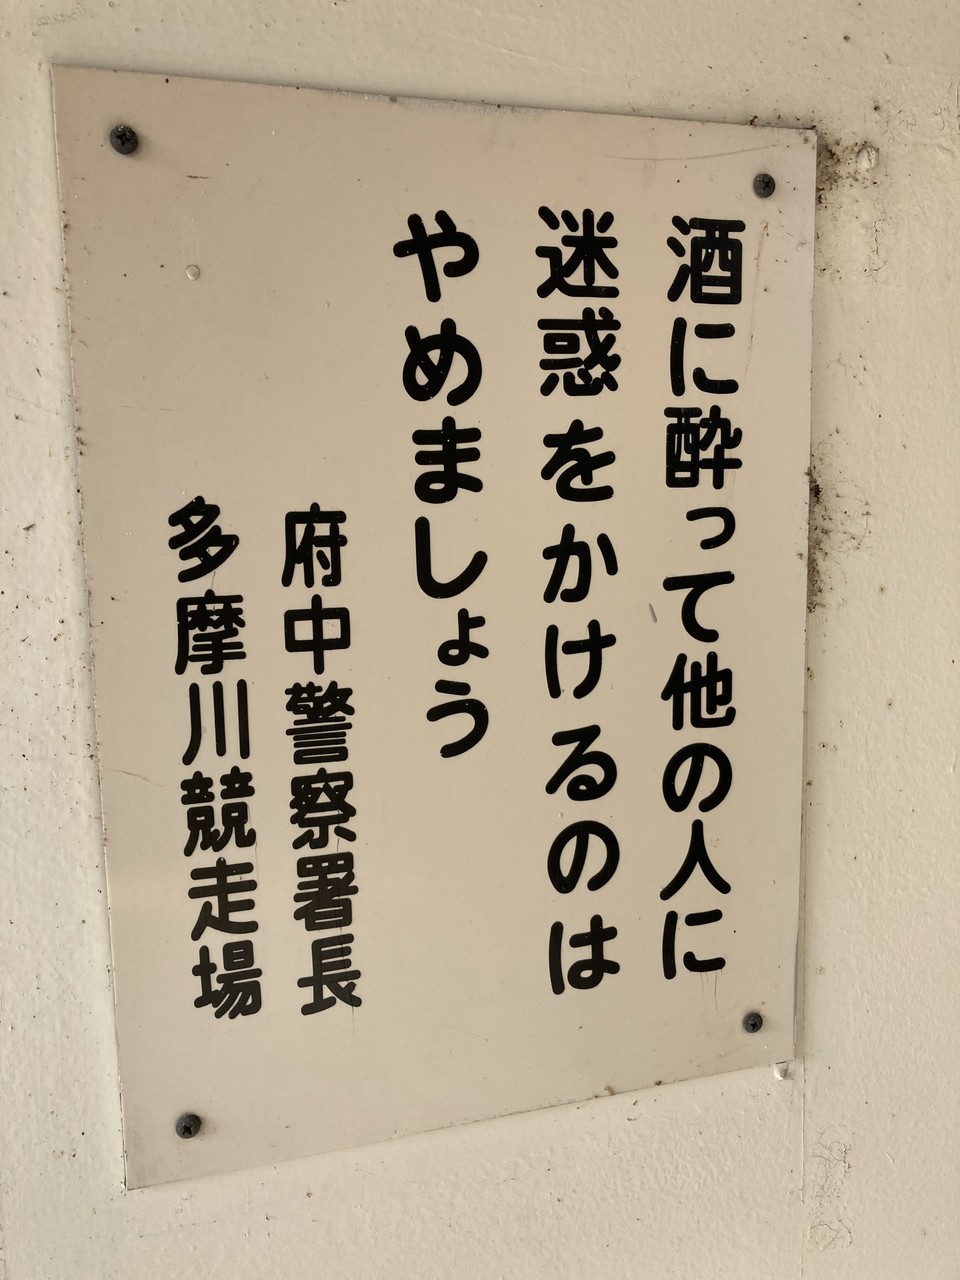 酒に酔って他の人に
迷惑をかけるのは
やめましょう
府中警察署長
多摩川競走場